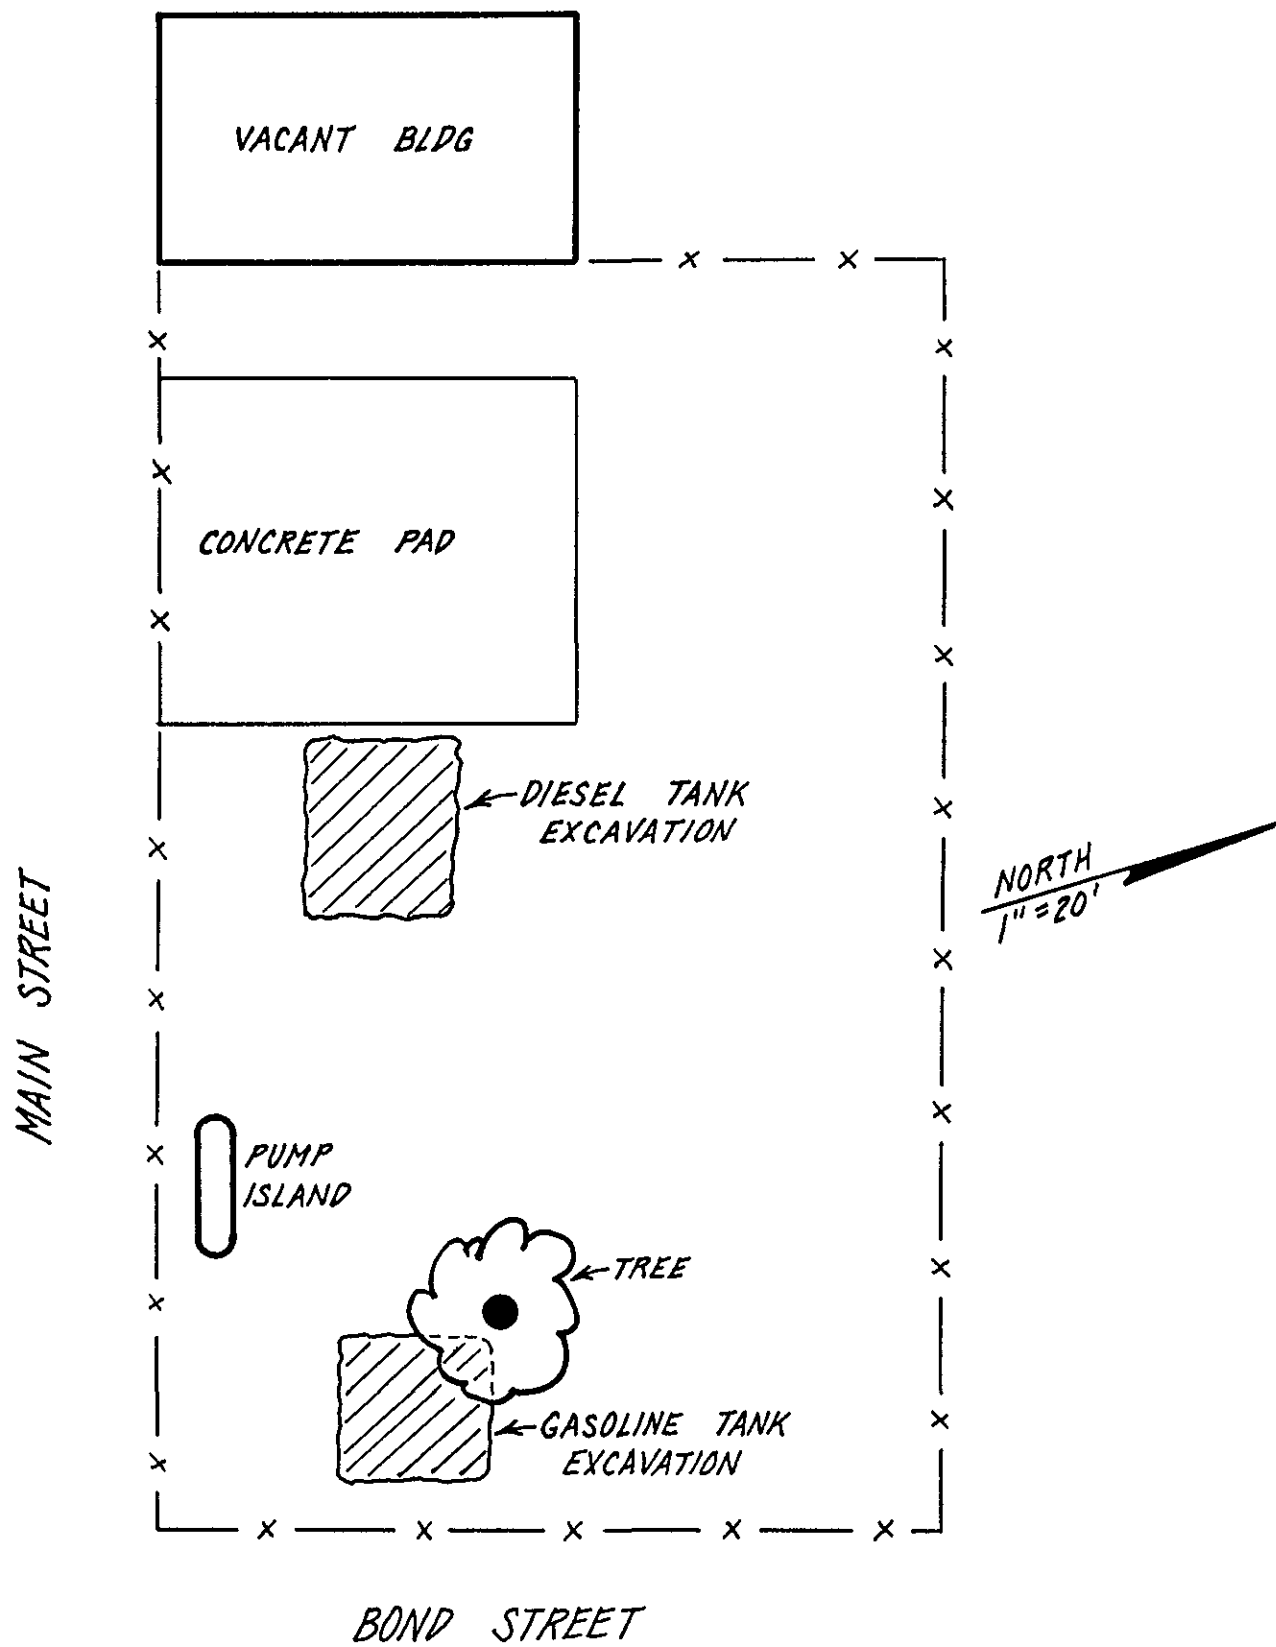 VACANT BLDG
CONCRETE PAD
DIESEL TANK
EXCAVATION
NORTH
1"=20'
MAIN STREET
PUMP
ISLAND
TREE
GASOLINE TANK
EXCAVATION
BOND STREET